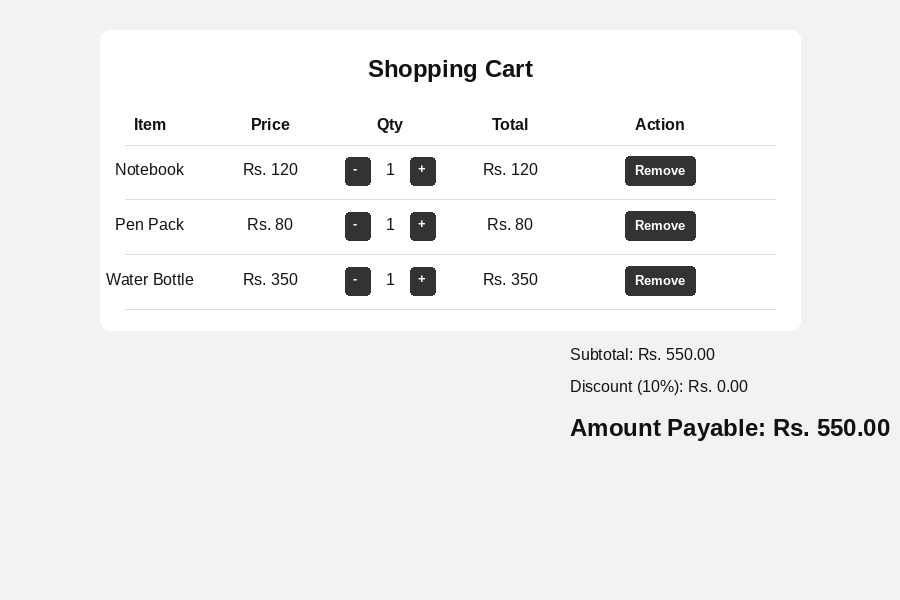 Shopping Cart
Item Price Qty Total Action
Notebook Rs. 120 - 1 + Rs. 120 Remove
Pen Pack Rs. 80 - 1 + Rs. 80 Remove
Water Bottle Rs. 350 - 1 + Rs. 350 Remove
Subtotal: Rs. 550.00
Discount (10%): Rs. 0.00
Amount Payable: Rs. 550.00